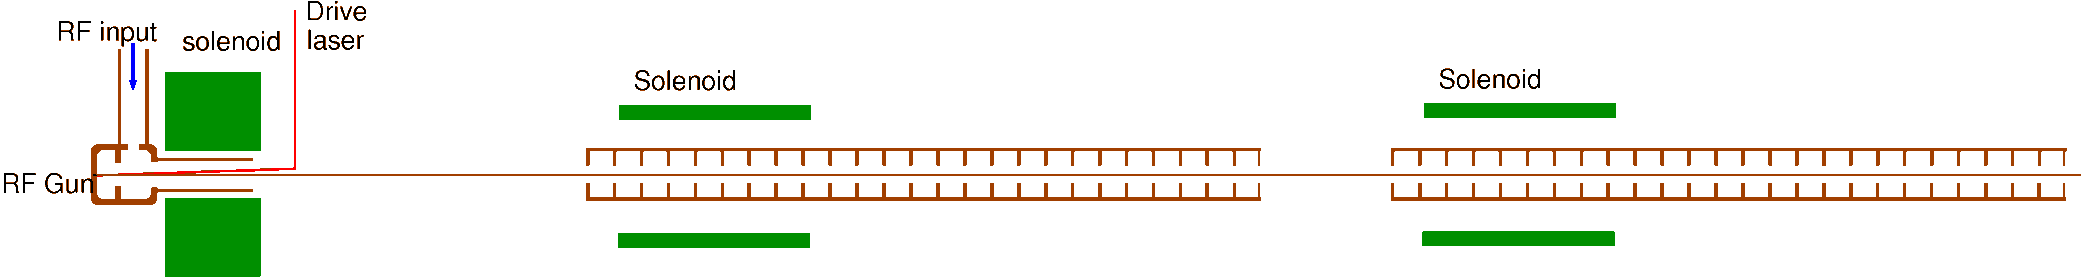 RF input
solenoid
Drive
laser
Solenoid
Solenoid
RF Gun